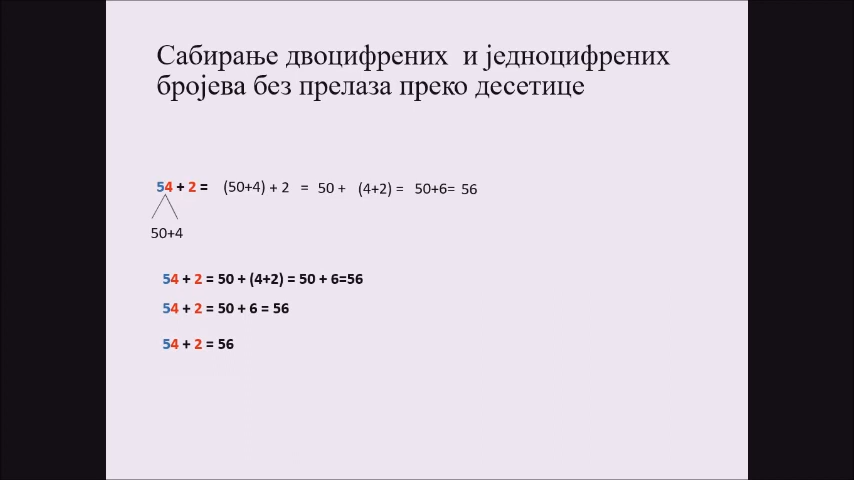 Сабирање двоцифрених  и једноцифрених
бројева без прелаза преко десетице
54 + 2 = (50+4) + 2 = 50 + (4+2) = 50+6= 56
50+4
54 + 2 = 50 + (4+2) = 50 + 6=56
54 + 2 = 50 + 6 = 56
54 + 2 = 56